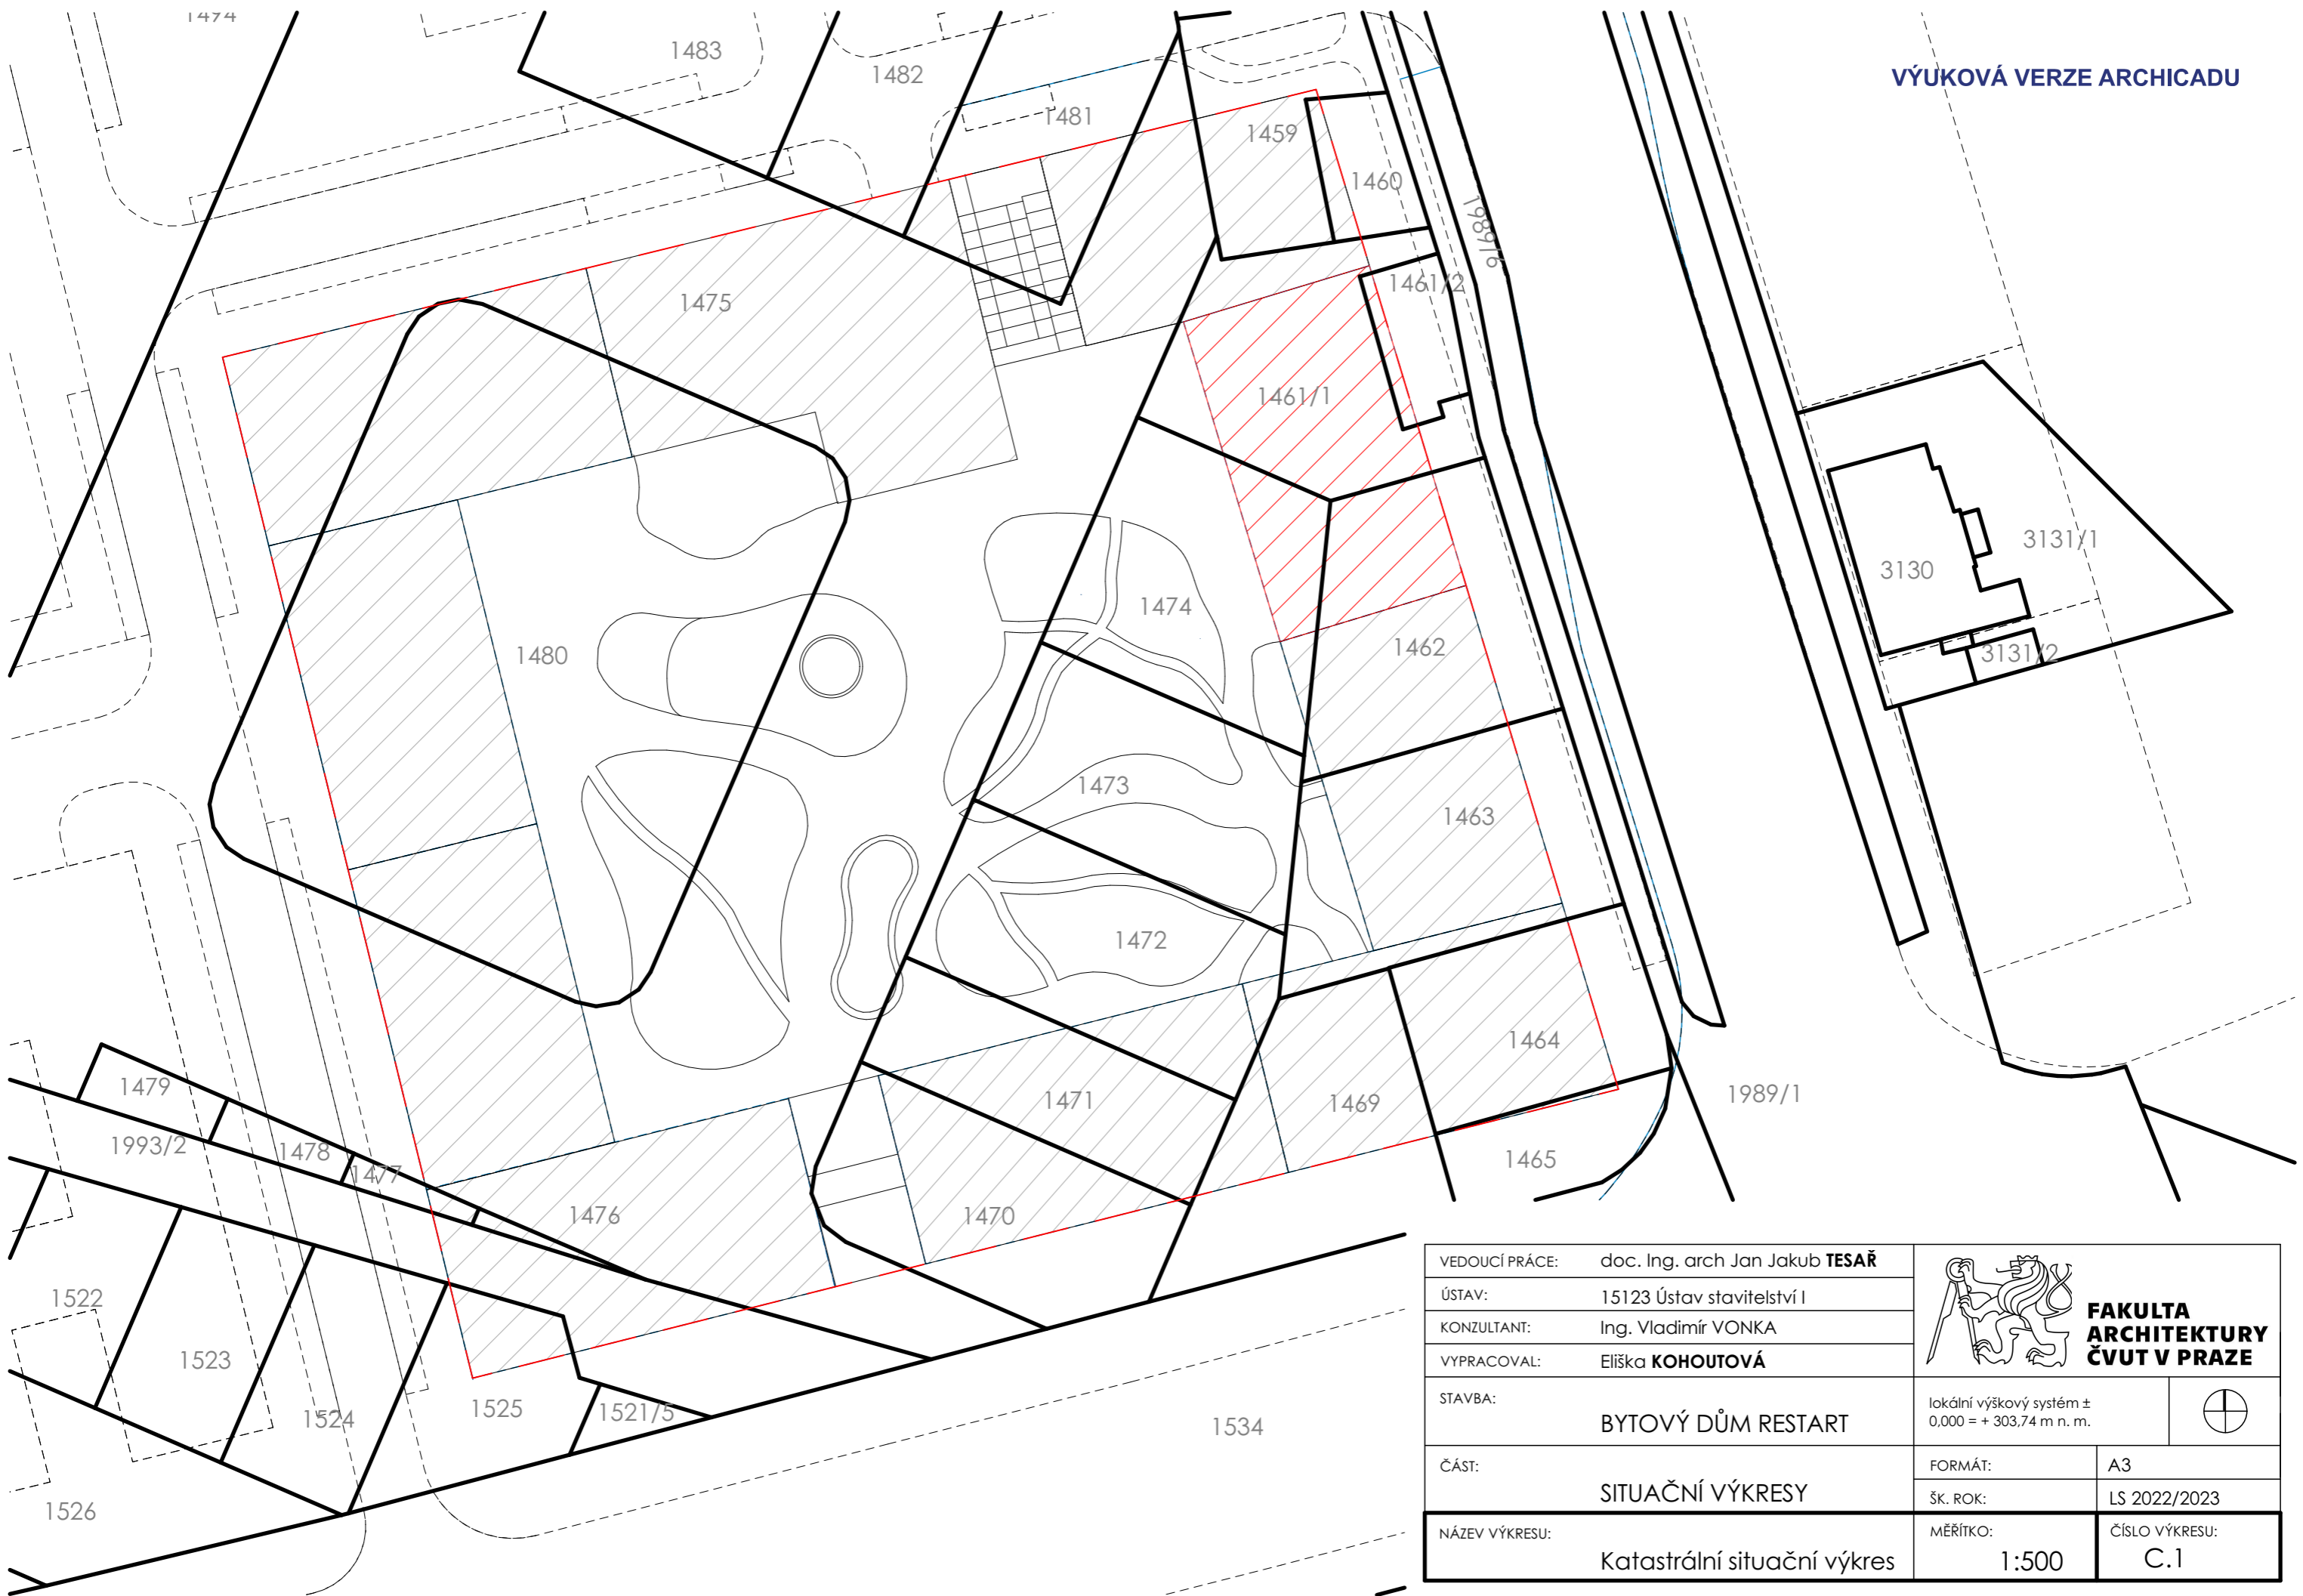 1494
1483
1482
VÝUKOVÁ VERZE ARCHICADU
1481
1459
1460
1989/6
1461/2
1475
1461/1
3131/1
3130
1474
1480
1462
3131/2
1473
1463
1472
1464
1479
1471
1469
1989/1
1993/2
1478
1477
1465
1476
1470
1522
1523
1524
1525
1521/5
1534
1526
VEDOUCÍ PRÁCE: doc. Ing. arch Jan Jakub TESAŘ
ÚSTAV: 15123 Ústav stavitelství I
KONZULTANT: Ing. Vladimír VONKA
VYPRACOVAL: Eliška KOHOUTOVÁ
FAKULTA
ARCHITEKTURY
ČVUT V PRAZE
STAVBA: BYTOVÝ DŮM RESTART
lokální výškový systém ±
0,000 = + 303,74 m n. m.
ČÁST: SITUAČNÍ VÝKRESY
FORMÁT: A3
ŠK. ROK: LS 2022/2023
NÁZEV VÝKRESU: Katastrální situační výkres
MĚŘÍTKO: 1:500
ČÍSLO VÝKRESU: C.1